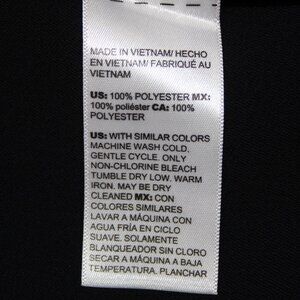 MADE IN VIETNAM/ HECHO
EN VIETNAM/ FABRIQUÉ AU
VIETNAM
US: 100% POLYESTER MX:
100% poliéster CA: 100%
POLYESTER
US: WITH SIMILAR COLORS
MACHINE WASH COLD.
GENTLE CYCLE. ONLY
NON-CHLORINE BLEACH
TUMBLE DRY LOW. WARM
IRON. MAY BE DRY
CLEANED MX: CON
COLORES SIMILARES
LAVAR A MÁQUINA CON
AGUA FRÍA EN CICLO
SUAVE. SOLAMENTE
BLANQUEADOR SIN CLORO
SECAR A MÁQUINA A BAJA
TEMPERATURA. PLANCHAR